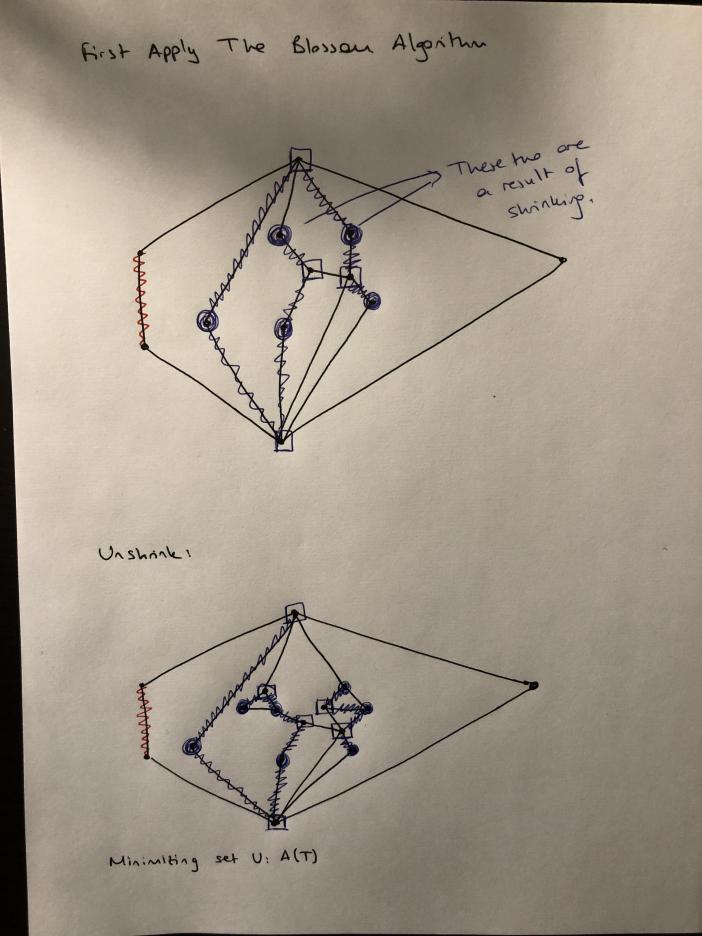 First Apply The Blossom Algorithm
These two are
a result of
shrinking.
Unshrink:
Minimizing set U: A(T)